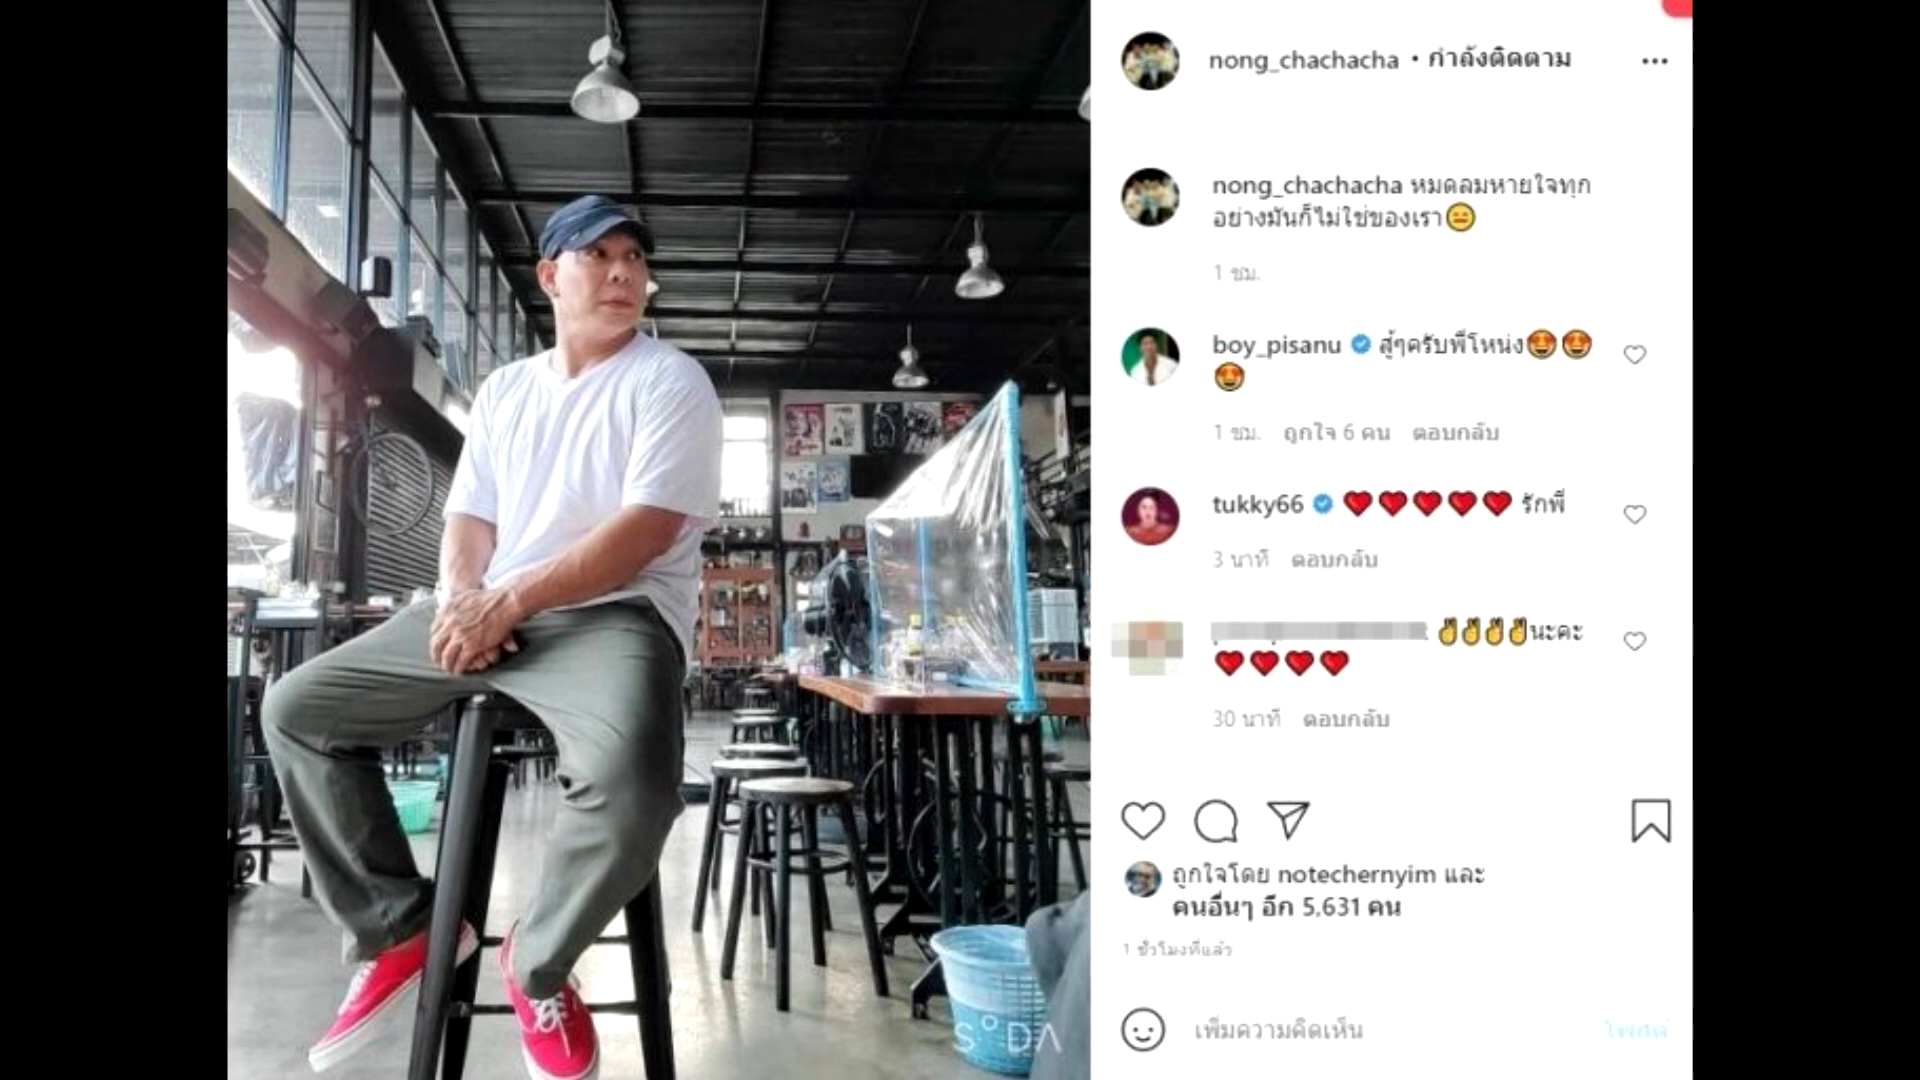 nong_chachacha • กำลังติดตาม
nong_chachacha หมดลมหายใจทุก
อย่างมันก็ไม่ใช่ของเรา😑
1 ชม.
boy_pisanu สู้ๆครับพี่โหน่ง🤩🤩
🤩
1 ชม. ถูกใจ 6 คน ตอบกลับ
tukky66 ❤️❤️❤️❤️❤️ รักพี่
3 นาที ตอบกลับ
✌️✌️✌️✌️นะคะ
❤️❤️❤️❤️
30 นาที ตอบกลับ
ถูกใจโดย notechernyim และ
คนอื่นๆ อีก 5,631 คน
1 ชั่วโมงที่แล้ว
เพิ่มความคิดเห็น
โพสต์
SODA